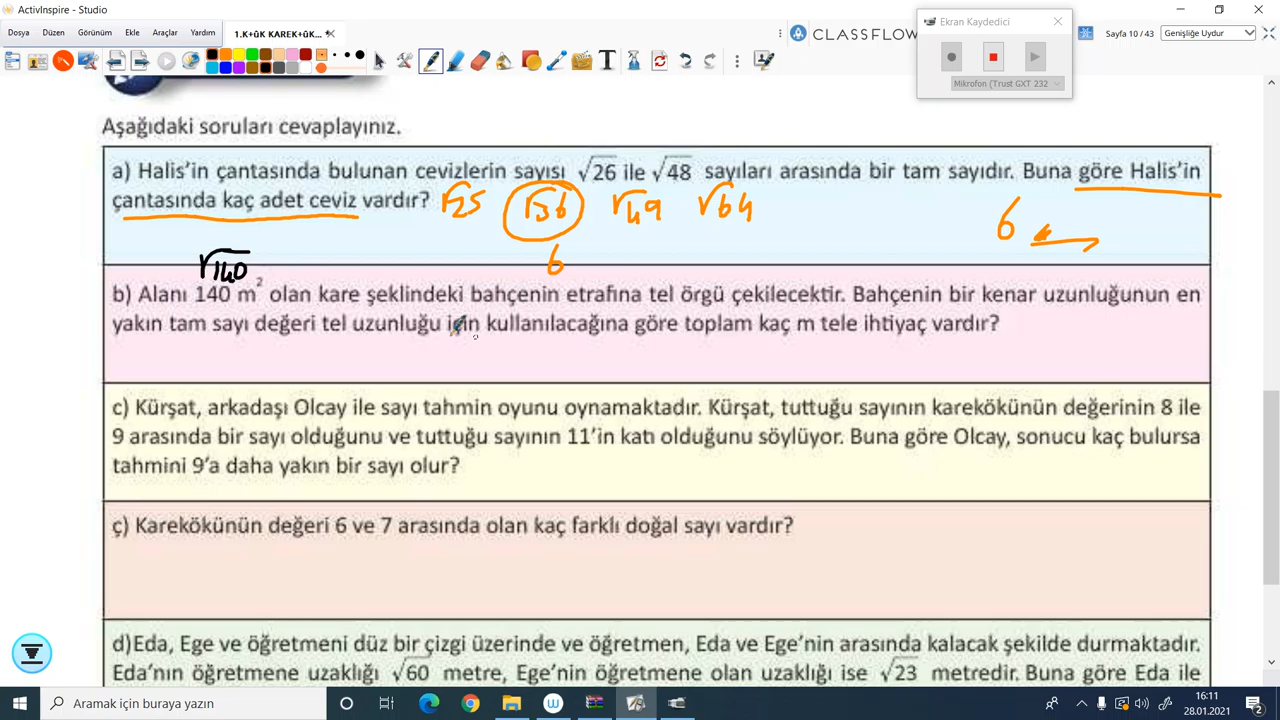 ActivInspire - Studio
Dosya Düzen Görünüm Ekle Araçlar Yardım
1.K+ûK KAREK+ûK...
CLASSFLOW
Sayfa 10 / 43
Genişliğe Uydur
Ekran Kaydedici
Mikrofon (Trust GXT 232
Aşağıdaki soruları cevaplayınız.
a) Halis'in çantasında bulunan cevizlerin sayısı √26 ile √48 sayıları arasında bir tam sayıdır. Buna göre Halis'in
çantasında kaç adet ceviz vardır? √25 √36 √49 √64
6
6
√140
b) Alanı 140 m² olan kare şeklindeki bahçenin etrafına tel örgü çekilecektir. Bahçenin bir kenar uzunluğunun en
yakın tam sayı değeri tel uzunluğu için kullanılacağına göre toplam kaç m tele ihtiyaç vardır?
c) Kürşat, arkadaşı Olcay ile sayı tahmin oyunu oynamaktadır. Kürşat, tuttuğu sayının karekökünün değerinin 8 ile
9 arasında bir sayı olduğunu ve tuttuğu sayının 11'in katı olduğunu söylüyor. Buna göre Olcay, sonucu kaç bulursa
tahmini 9'a daha yakın bir sayı olur?
ç) Karekökünün değeri 6 ve 7 arasında olan kaç farklı doğal sayı vardır?
d)Eda, Ege ve öğretmeni düz bir çizgi üzerinde ve öğretmen, Eda ve Ege'nin arasında kalacak şekilde durmaktadır.
Eda'nın öğretmene uzaklığı √60 metre, Ege'nin öğretmene olan uzaklığı ise √23 metredir. Buna göre Eda ile
Aramak için buraya yazın
16:11
28.01.2021
2